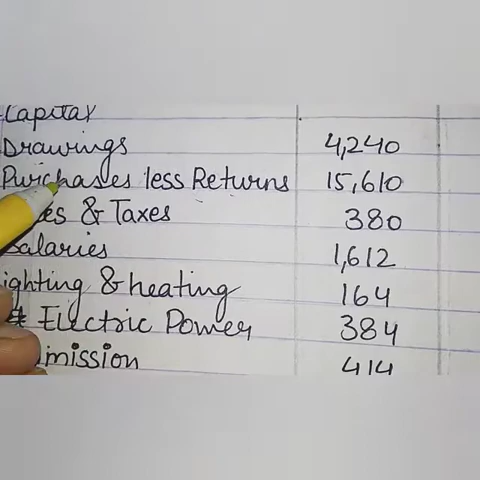 Capital
Drawings 4,240
Purchases less Returns 15,610
& Taxes 380
Salaries 1,612
ighting & heating 164
Electric Power 384
mission 414